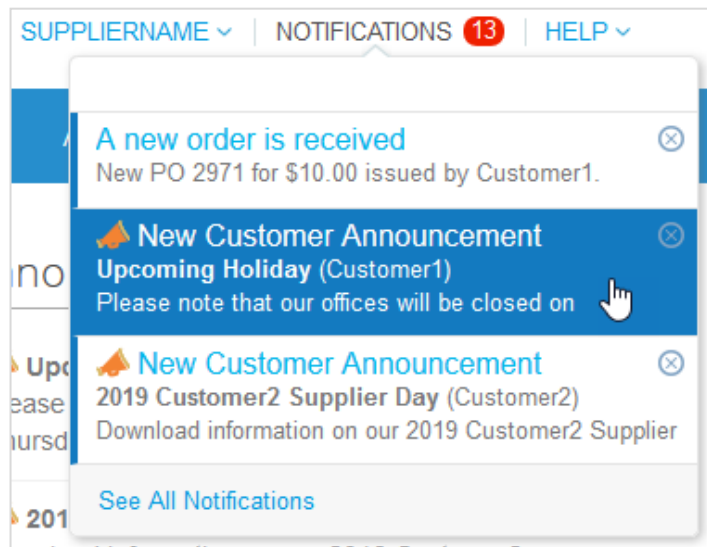 SUPPLIERNAME NOTIFICATIONS 13 HELP
A new order is received
New PO 2971 for $10.00 issued by Customer1.
New Customer Announcement
Upcoming Holiday (Customer1)
Please note that our offices will be closed on
New Customer Announcement
2019 Customer2 Supplier Day (Customer2)
Download information on our 2019 Customer2 Supplier
See All Notifications